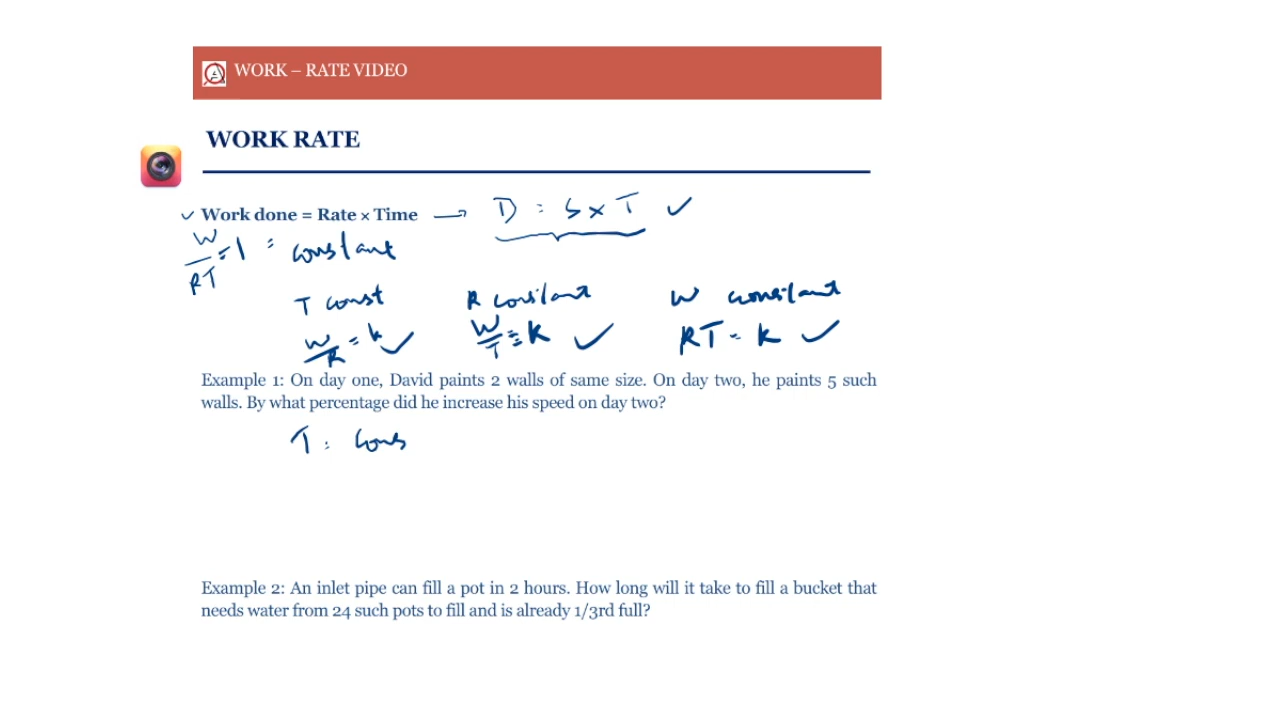 WORK – RATE VIDEO
WORK RATE
Work done = Rate × Time → D = S × T ✓
W/RT = 1 = constant
T const R constant W constant
W/R = k ✓ W/T = k ✓ RT = k ✓
Example 1: On day one, David paints 2 walls of same size. On day two, he paints 5 such
walls. By what percentage did he increase his speed on day two?
T = cons
Example 2: An inlet pipe can fill a pot in 2 hours. How long will it take to fill a bucket that
needs water from 24 such pots to fill and is already 1/3rd full?